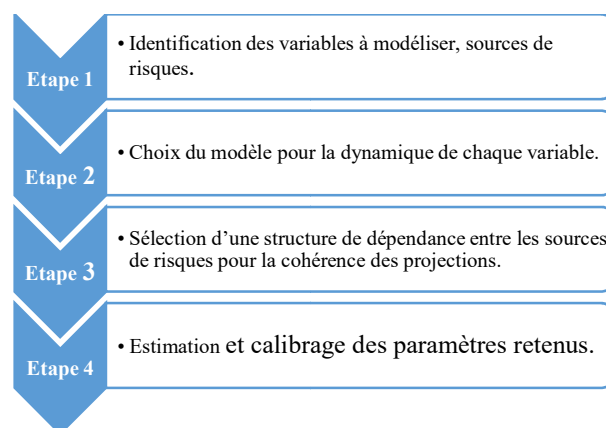 Etape 1
• Identification des variables à modéliser, sources de
risques.
Etape 2
• Choix du modèle pour la dynamique de chaque variable.
Etape 3
• Sélection d’une structure de dépendance entre les sources
de risques pour la cohérence des projections.
Etape 4
• Estimation et calibrage des paramètres retenus.